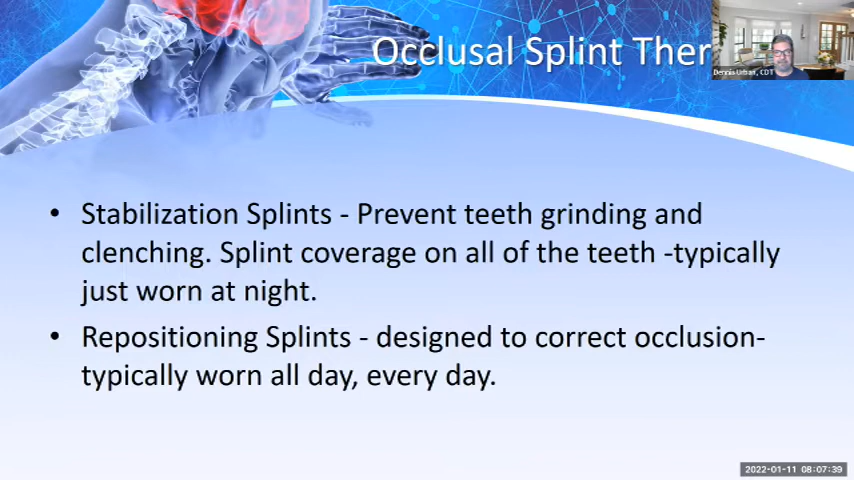 Occlusal Splint Ther
Dennis Urban, CDT
• Stabilization Splints - Prevent teeth grinding and
clenching. Splint coverage on all of the teeth -typically
just worn at night.
• Repositioning Splints - designed to correct occlusion-
typically worn all day, every day.
2022-01-11 08:07:39